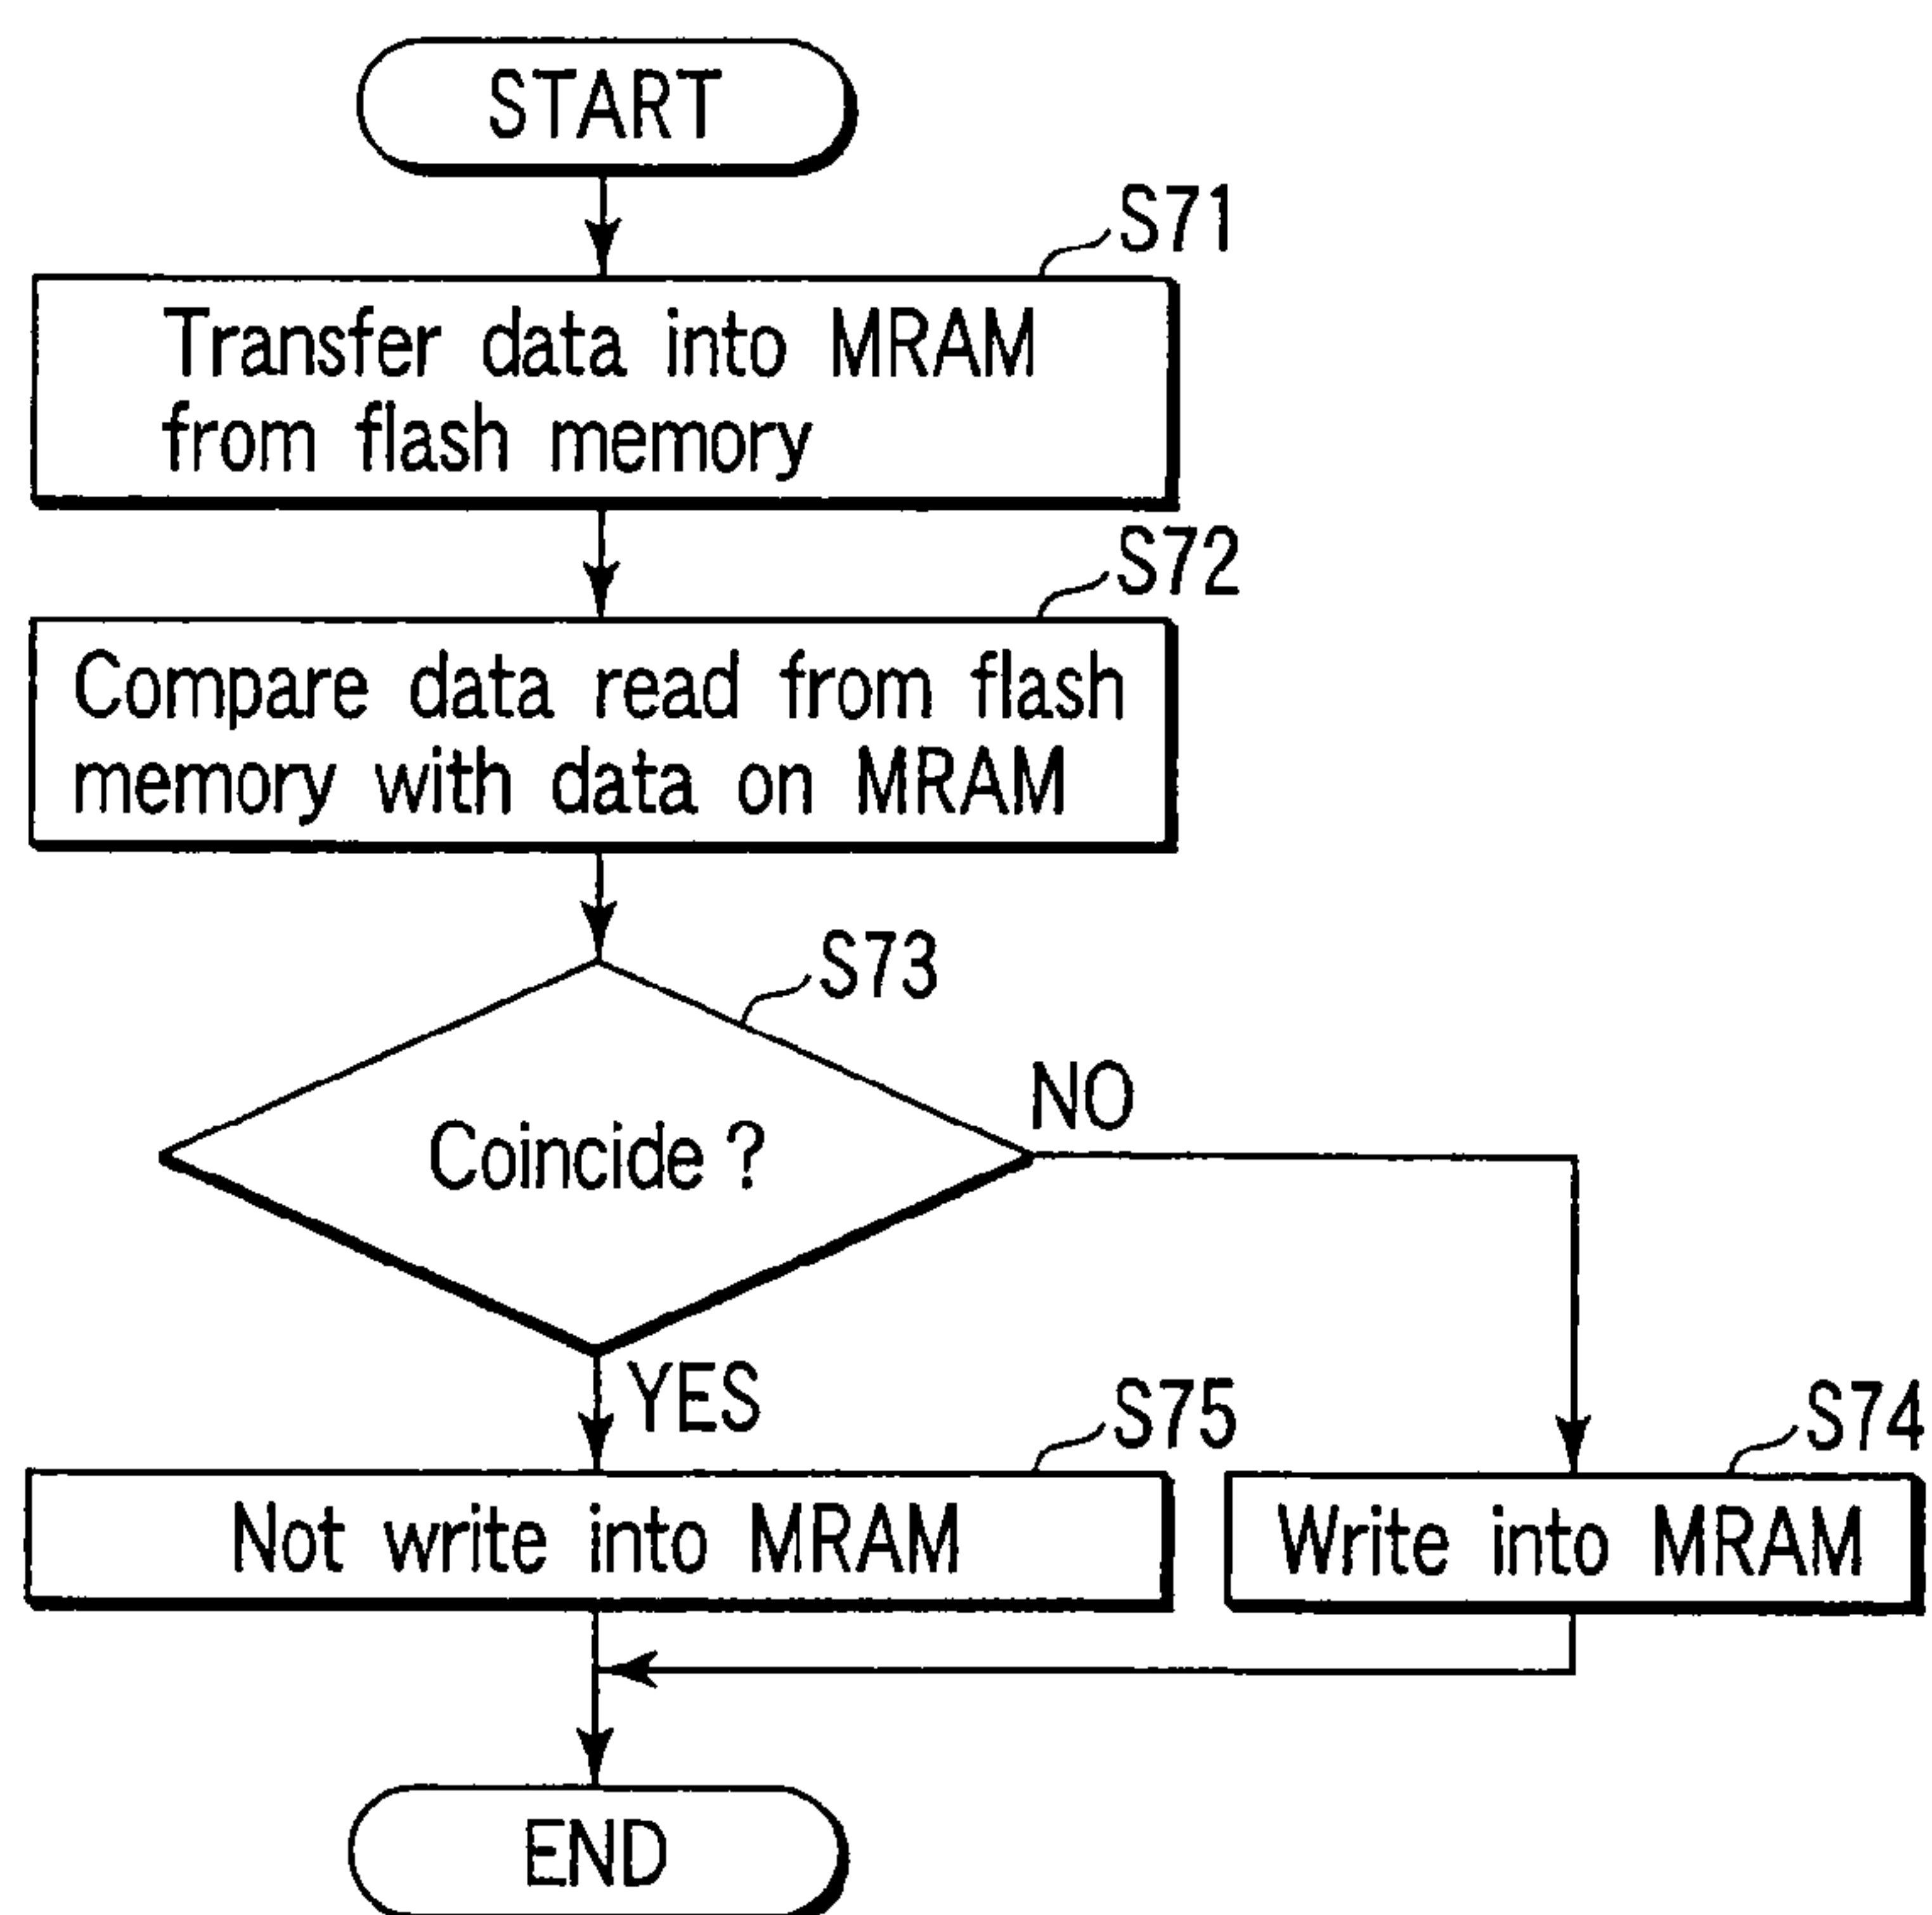 START
S71
Transfer data into MRAM
from flash memory
S72
Compare data read from flash
memory with data on MRAM
S73
Coincide ?
NO
YES
S75
S74
Not write into MRAM
Write into MRAM
END